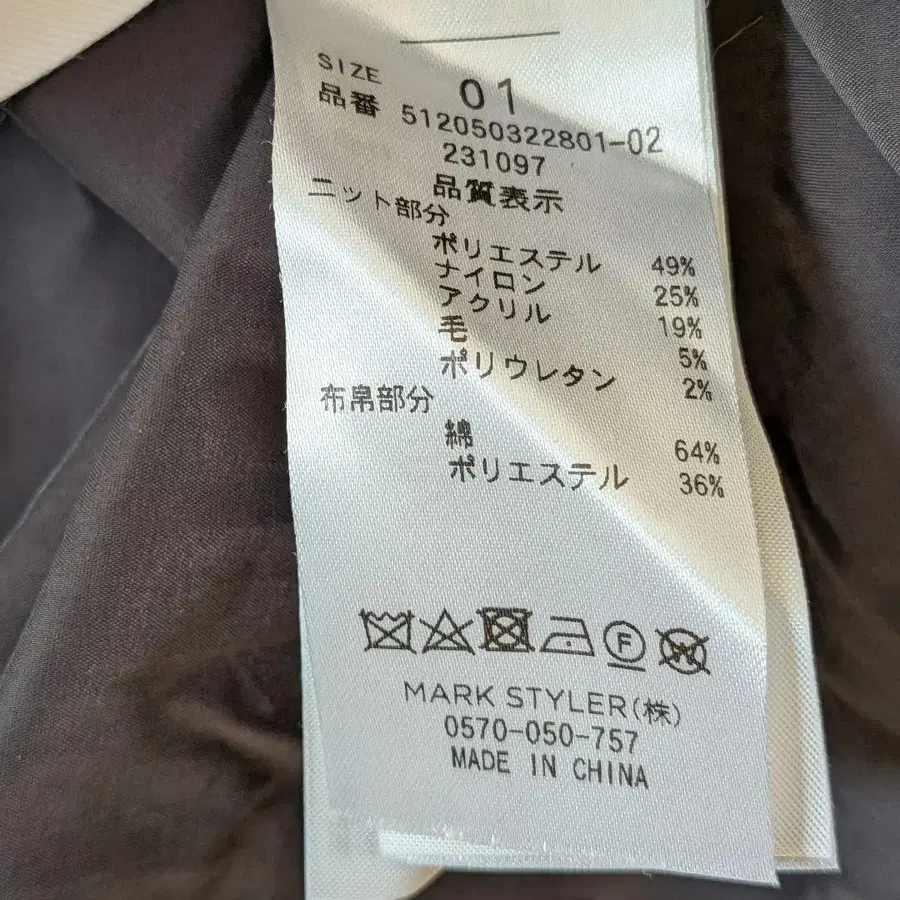 SIZE 01
品番 512050322801-02
231097
品質表示
ニット部分
ポリエステル 49%
ナイロン 25%
アクリル 19%
毛 5%
ポリウレタン 2%
布帛部分
綿 64%
ポリエステル 36%
F W
MARK STYLER(株)
0570-050-757
MADE IN CHINA